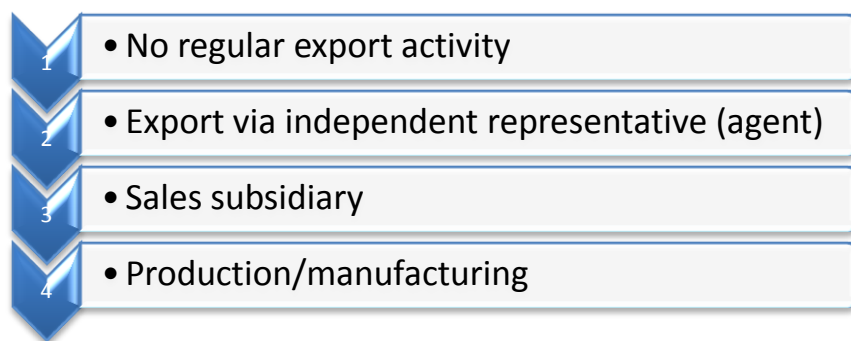 1 • No regular export activity
2 • Export via independent representative (agent)
3 • Sales subsidiary
4 • Production/manufacturing